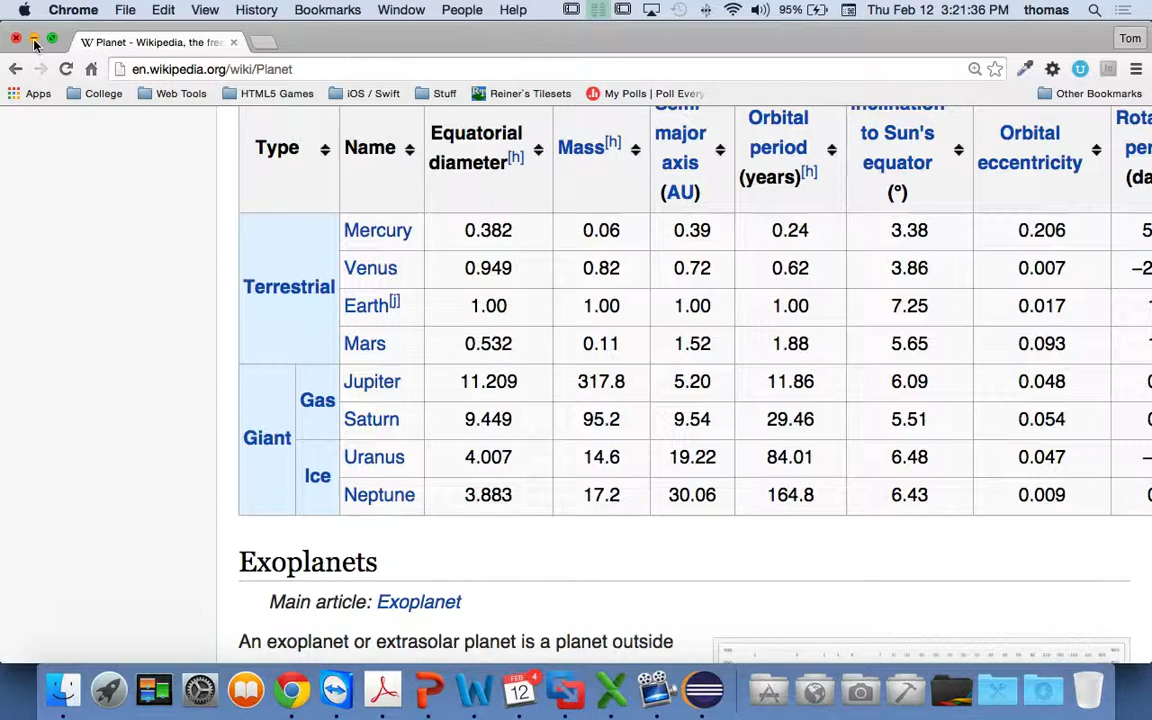 Chrome File Edit View History Bookmarks Window People Help 95% Thu Feb 12 3:21:36 PM thomas
Planet - Wikipedia, the free
Tom
en.wikipedia.org/wiki/Planet
Apps College Web Tools HTML5 Games iOS / Swift Stuff Reiner's Tilesets My Polls | Poll Every Other Bookmarks
Type Name Equatorial diameter[h] Mass[h] Semi major axis (AU) Orbital period (years)[h] Inclination to Sun's equator (°) Orbital eccentricity
Terrestrial
Mercury 0.382 0.06 0.39 0.24 3.38 0.206 5
Venus 0.949 0.82 0.72 0.62 3.86 0.007 −2
Earth[j] 1.00 1.00 1.00 1.00 7.25 0.017
Mars 0.532 0.11 1.52 1.88 5.65 0.093
Giant
Gas
Jupiter 11.209 317.8 5.20 11.86 6.09 0.048
Saturn 9.449 95.2 9.54 29.46 5.51 0.054
Ice
Uranus 4.007 14.6 19.22 84.01 6.48 0.047 −
Neptune 3.883 17.2 30.06 164.8 6.43 0.009
Exoplanets
Main article: Exoplanet
An exoplanet or extrasolar planet is a planet outside
FEB 4
12